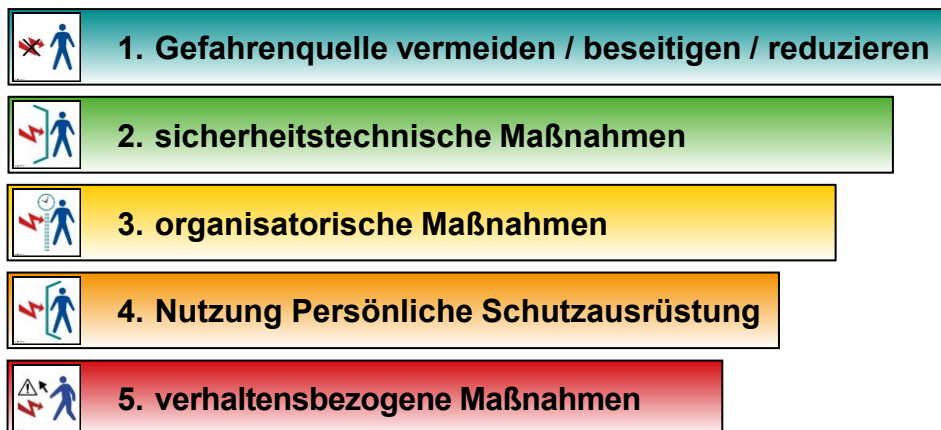 1. Gefahrenquelle vermeiden / beseitigen / reduzieren
2. sicherheitstechnische Maßnahmen
3. organisatorische Maßnahmen
4. Nutzung Persönliche Schutzausrüstung
5. verhaltensbezogene Maßnahmen